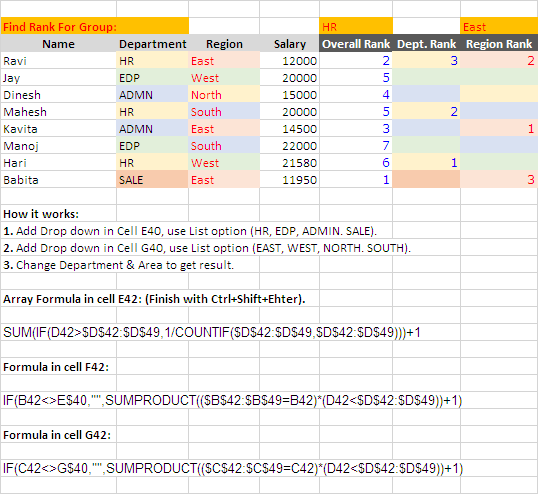 Find Rank For Group: HR East
Name Department Region Salary Overall Rank Dept. Rank Region Rank
Ravi HR East 12000 2 3 2
Jay EDP West 20000 5
Dinesh ADMN North 15000 4
Mahesh HR South 20000 5 2
Kavita ADMN East 14500 3 1
Manoj EDP South 22000 7
Hari HR West 21580 6 1
Babita SALE East 11950 1 3
How it works:
1. Add Drop down in Cell E40, use List option (HR, EDP, ADMIN. SALE).
2. Add Drop down in Cell G40, use List option (EAST, WEST, NORTH. SOUTH).
3. Change Department & Area to get result.
Array Formula in cell E42: (Finish with Ctrl+Shift+Ehter).
SUM(IF(D42>$D$42:$D$49,1/COUNTIF($D$42:$D$49,$D$42:$D$49)))+1
Formula in cell F42:
IF(B42<>E$40,"",SUMPRODUCT(($B$42:$B$49=B42)*(D42<$D$42:$D$49))+1)
Formula in cell G42:
IF(C42<>G$40,"",SUMPRODUCT(($C$42:$C$49=C42)*(D42<$D$42:$D$49))+1)